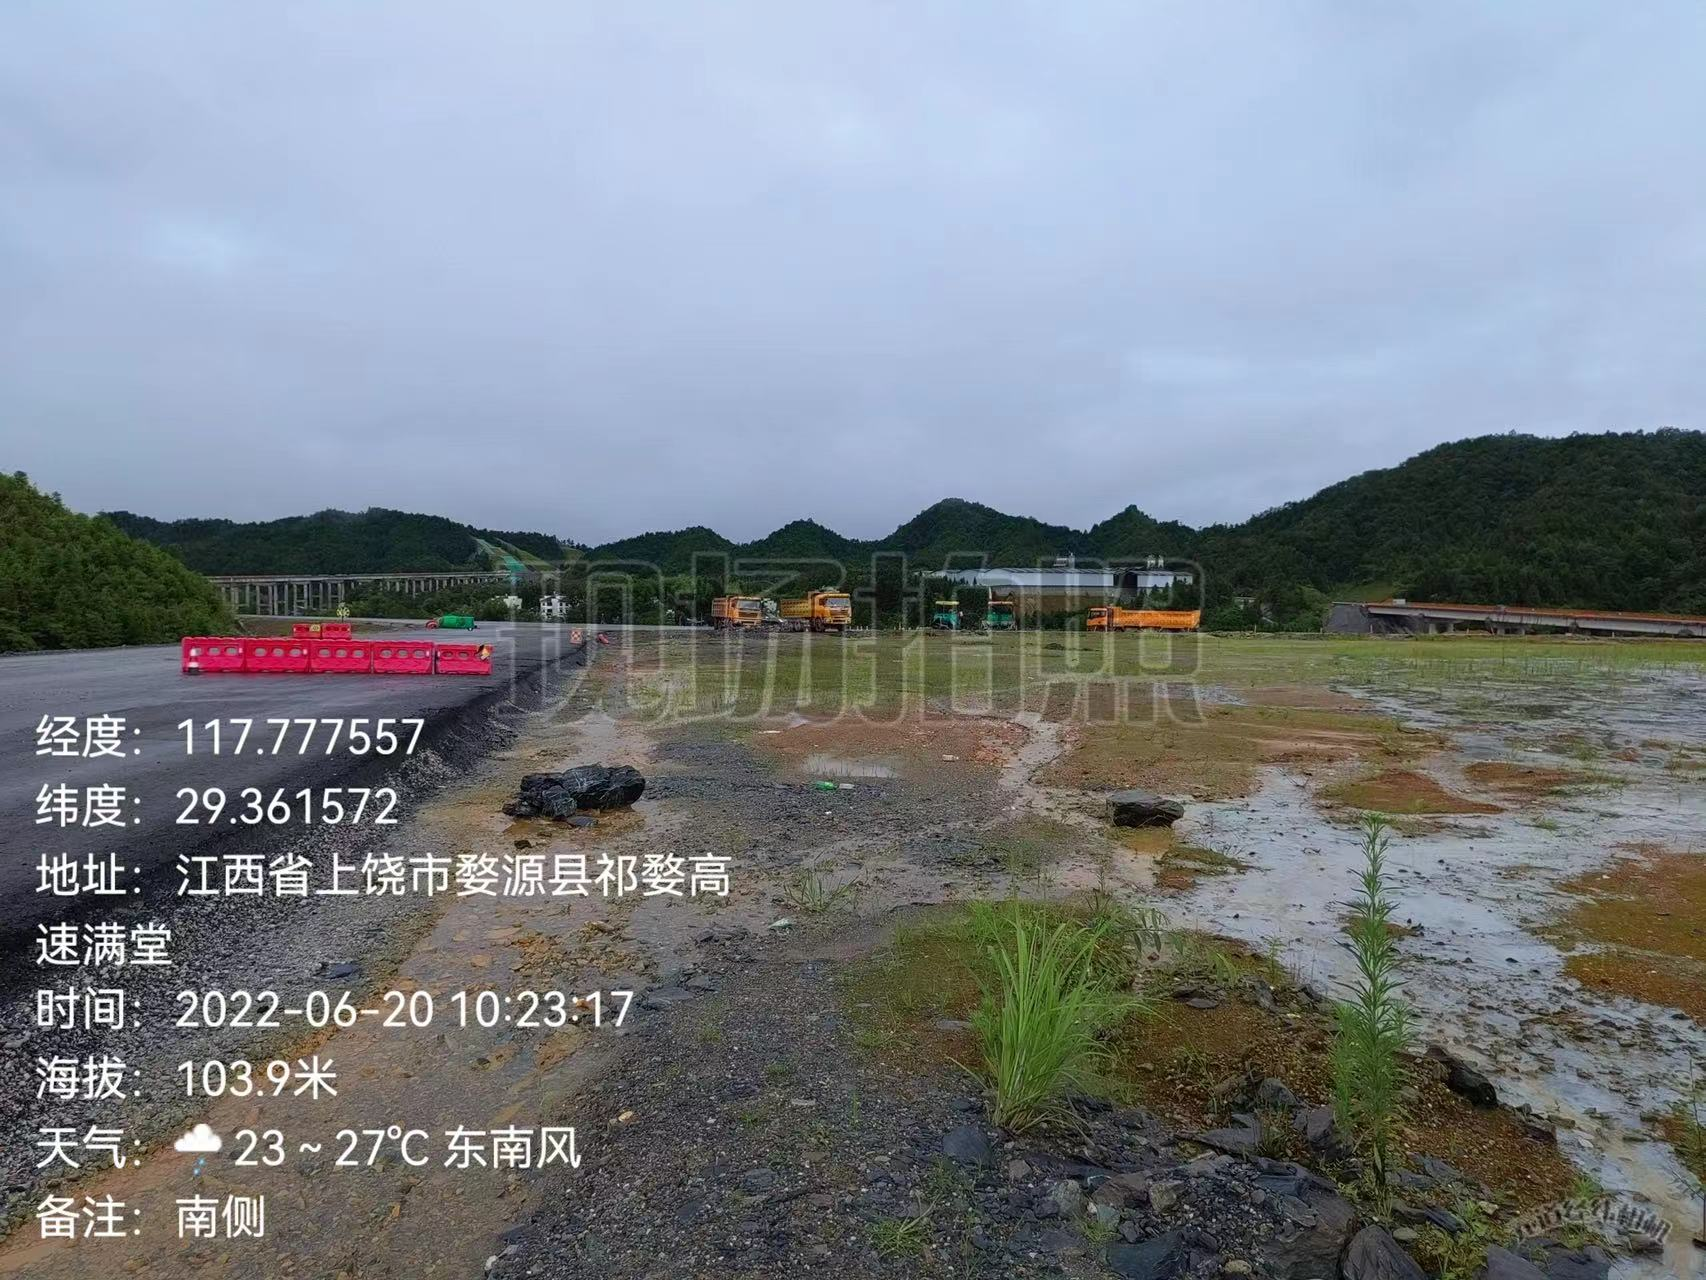 现场拍照
经度：117.777557
纬度：29.361572
地址：江西省上饶市婺源县祁婺高
速满堂
时间：2022-06-20 10:23:17
海拔：103.9米
天气：23 ~ 27℃ 东南风
备注：南侧